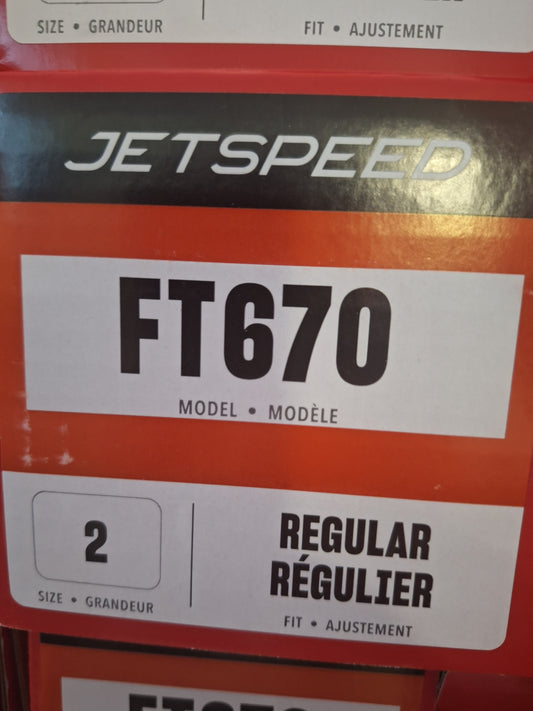 SIZE • GRANDEUR
FIT • AJUSTEMENT
JETSPEED
FT670
MODEL • MODÈLE
2
REGULAR
RÉGULIER
SIZE • GRANDEUR
FIT • AJUSTEMENT